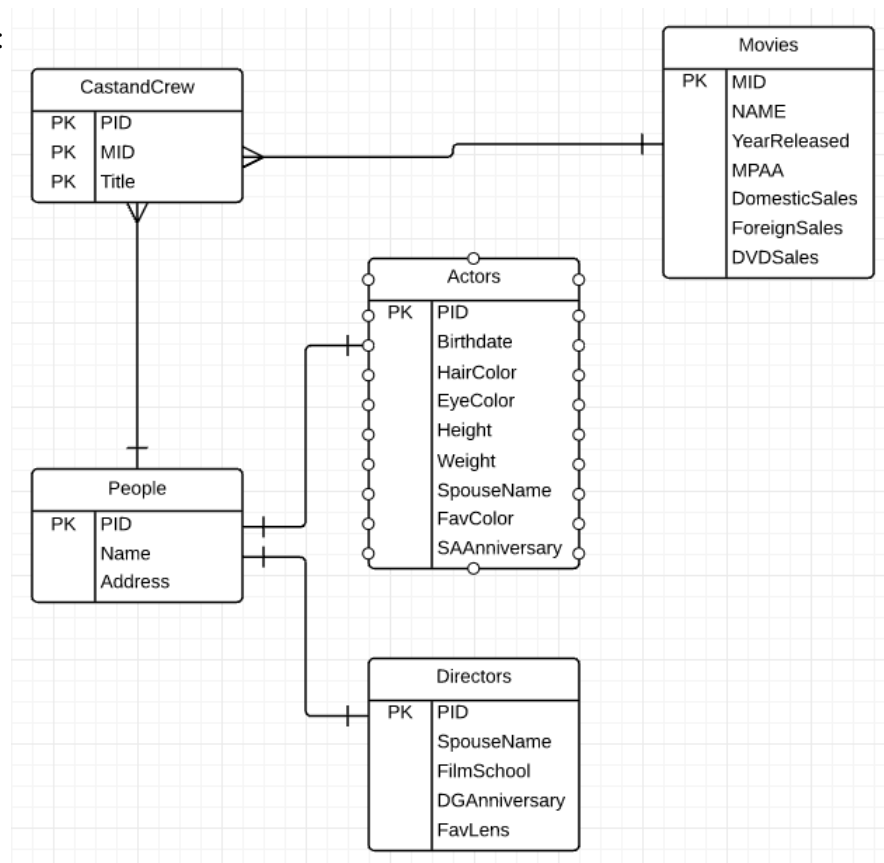 :
CastandCrew
PK PID
PK MID
PK Title
Movies
PK MID
NAME
YearReleased
MPAA
DomesticSales
ForeignSales
DVDSales
Actors
PK PID
Birthdate
HairColor
EyeColor
Height
Weight
SpouseName
FavColor
SAAnniversary
People
PK PID
Name
Address
Directors
PK PID
SpouseName
FilmSchool
DGAnniversary
FavLens